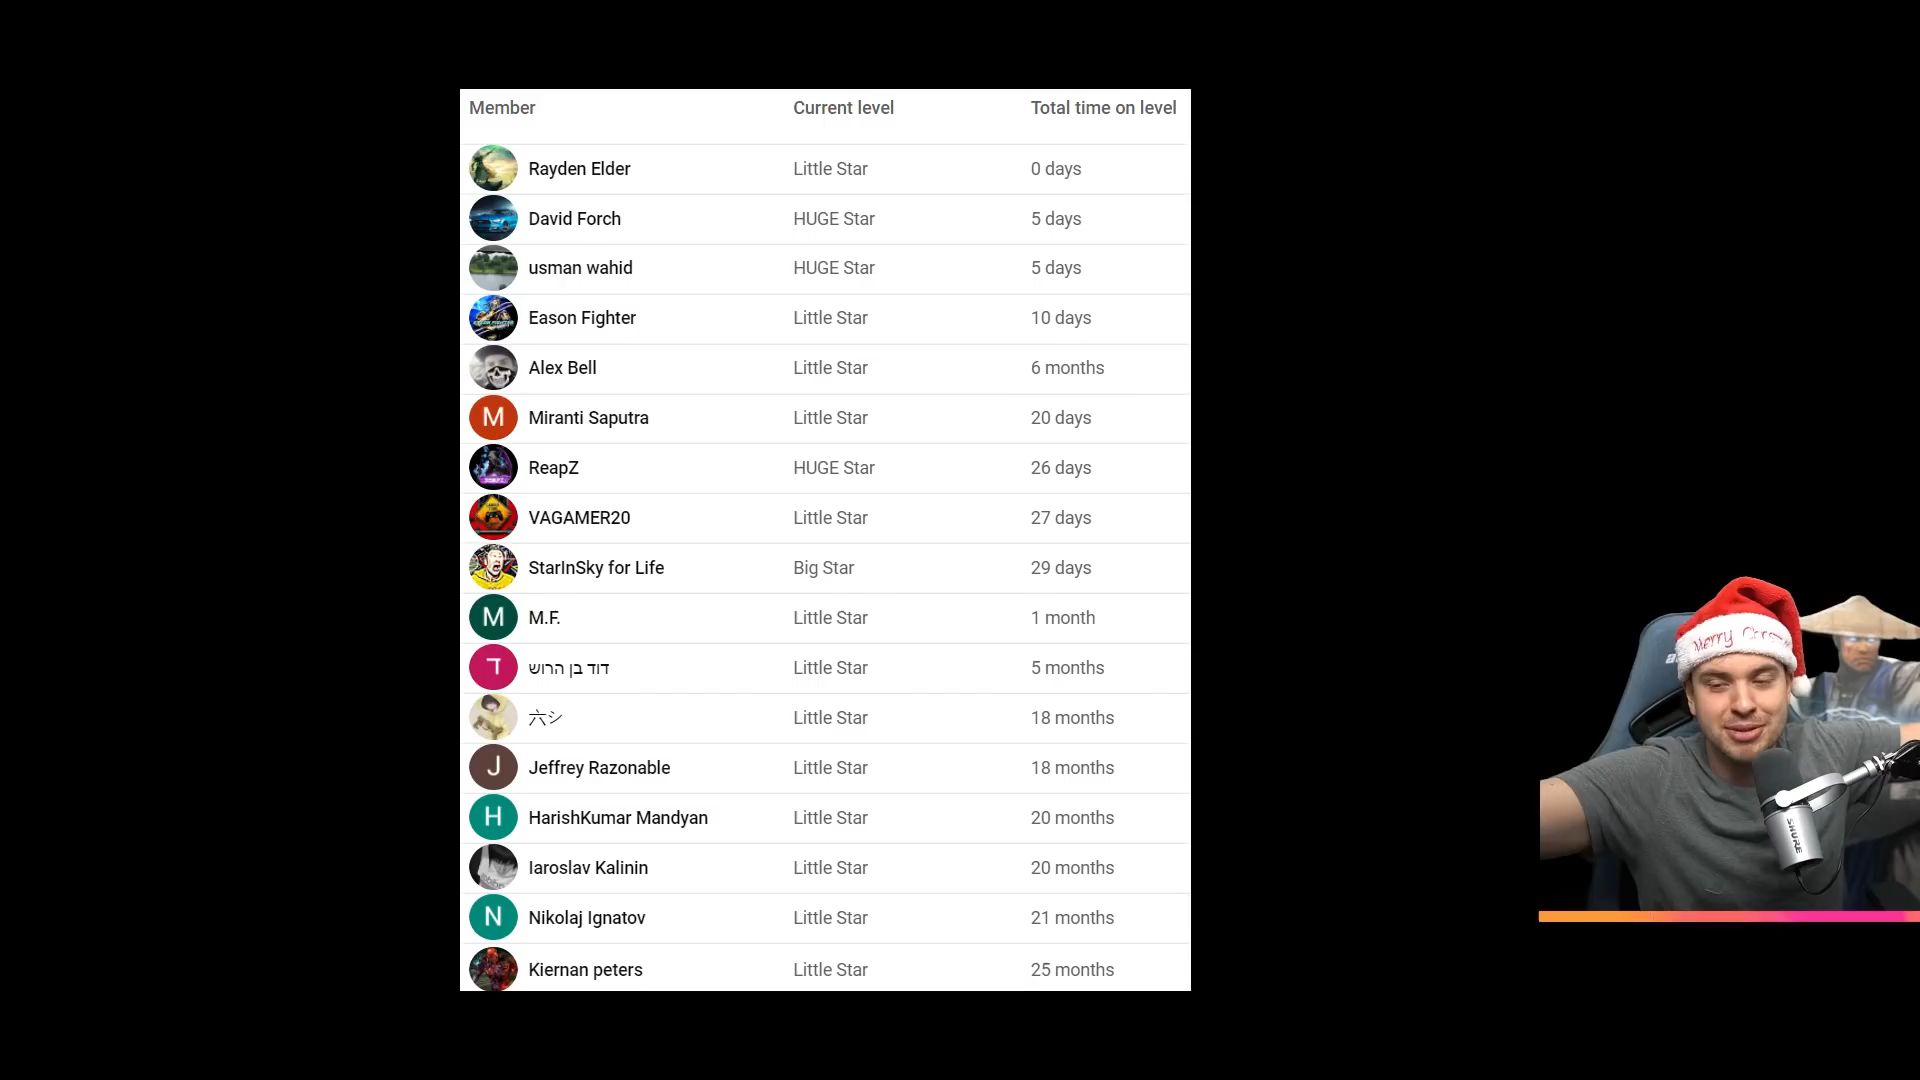 Member Current level Total time on level
Rayden Elder Little Star 0 days
David Forch HUGE Star 5 days
usman wahid HUGE Star 5 days
Eason Fighter Little Star 10 days
Alex Bell Little Star 6 months
M Miranti Saputra Little Star 20 days
ReapZ HUGE Star 26 days
VAGAMER20 Little Star 27 days
StarInSky for Life Big Star 29 days
M M.F. Little Star 1 month
ד דוד בן הרוש Little Star 5 months
六シ Little Star 18 months
J Jeffrey Razonable Little Star 18 months
H HarishKumar Mandyan Little Star 20 months
Iaroslav Kalinin Little Star 20 months
N Nikolaj Ignatov Little Star 21 months
Kiernan peters Little Star 25 months
Merry
SHURE